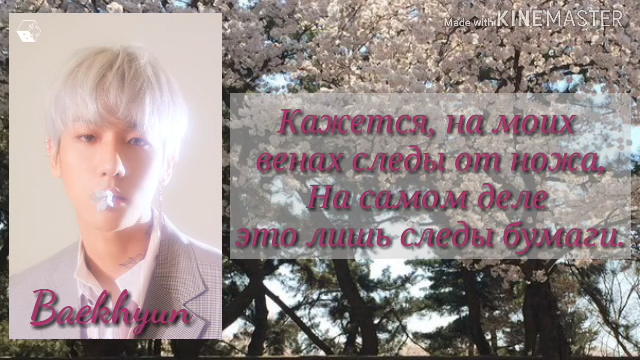 Made with KINEMASTER
Кажется, на моих
венах следы от ножа,
На самом деле
это лишь следы бумаги.
Baekhyun